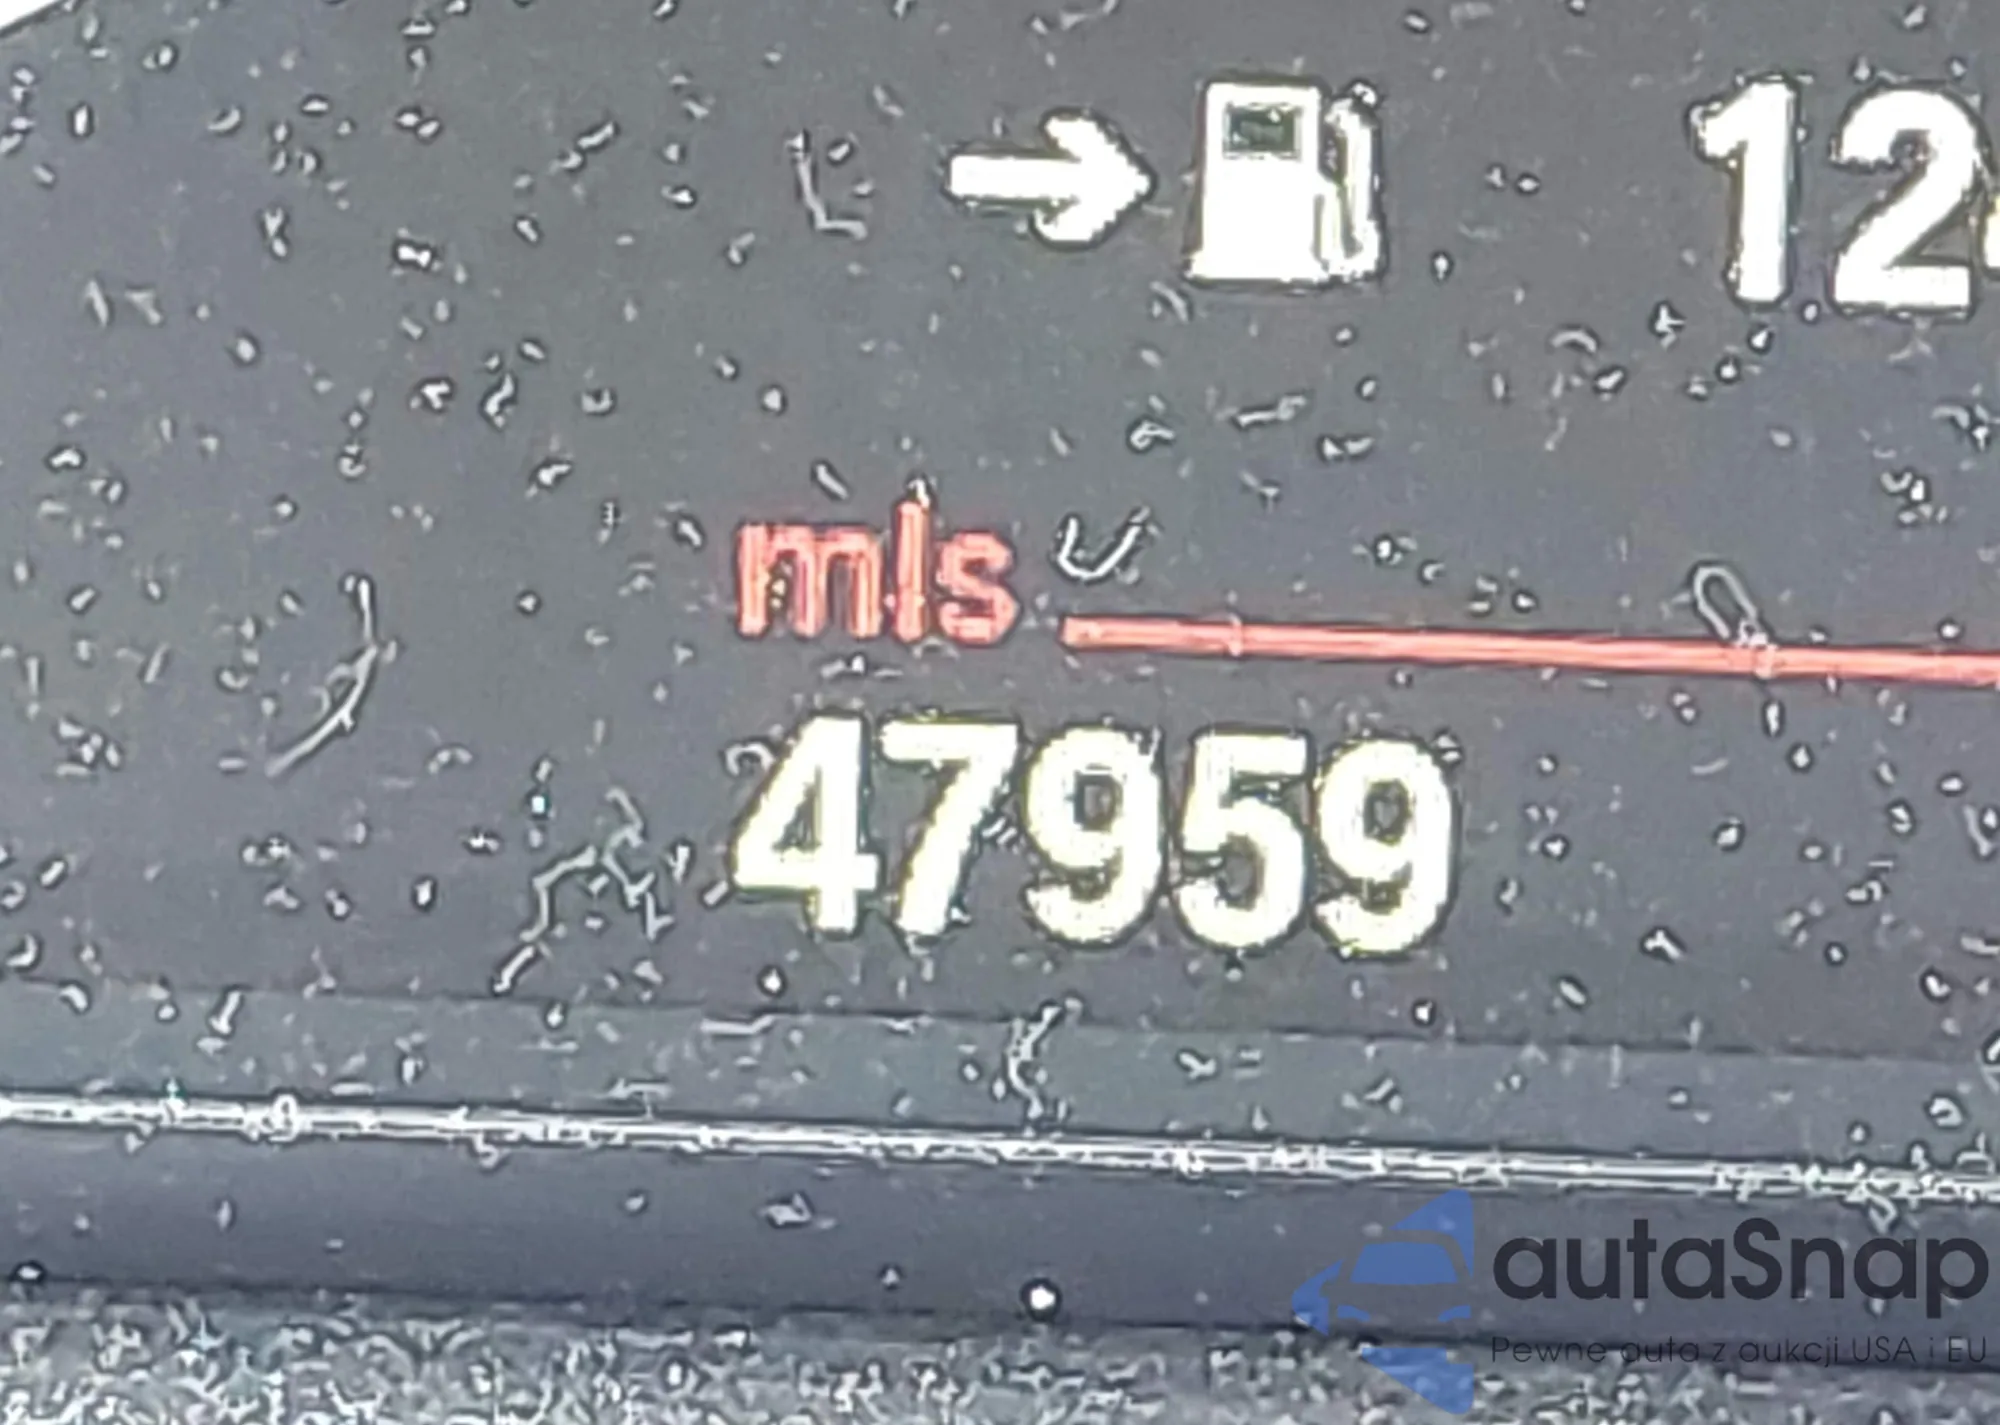 → 12
mls
47959
autaSnap
Pewne auta z aukcji USA i EU